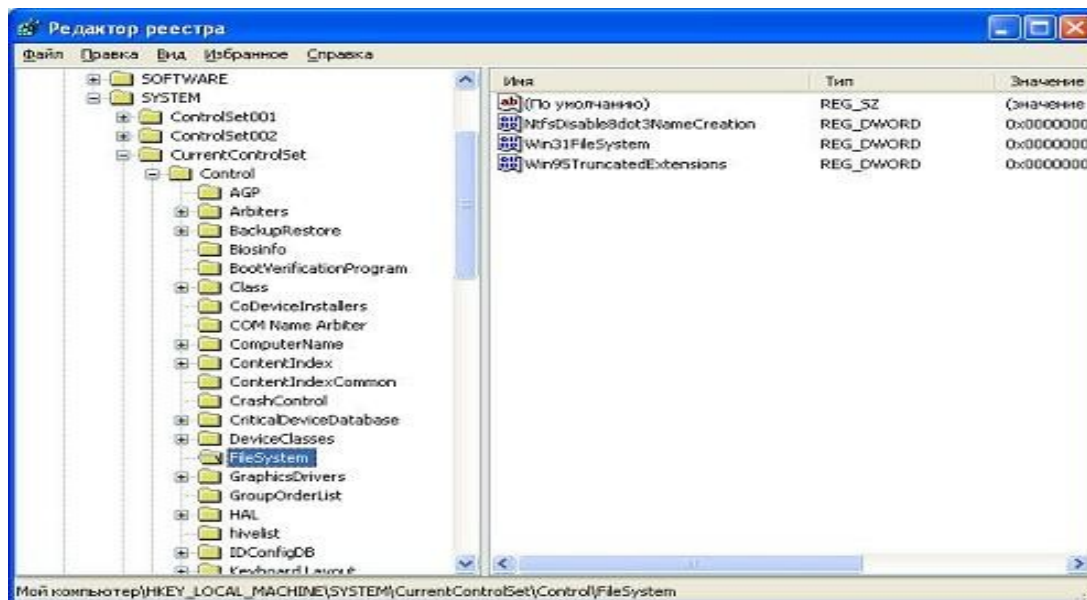 Редактор реестра
Файл Правка Вид Избранное Справка
SOFTWARE
SYSTEM
ControlSet001
ControlSet002
CurrentControlSet
Control
AGP
Arbiters
BackupRestore
Biosinfo
BootVerificationProgram
Class
CoDeviceInstallers
COM Name Arbiter
ComputerName
ContentIndex
ContentIndexCommon
CrashControl
CriticalDeviceDatabase
DeviceClasses
FileSystem
GraphicsDrivers
GroupOrderList
HAL
hivelist
IDConfigDB
Keyboard Layout
Имя Тип Значение
(По умолчанию) REG_SZ (значение
NtfsDisable8dot3NameCreation REG_DWORD 0x0000000
Win31FileSystem REG_DWORD 0x0000000
Win95TruncatedExtensions REG_DWORD 0x0000000
Мой компьютер\HKEY_LOCAL_MACHINE\SYSTEM\CurrentControlSet\Control\FileSystem